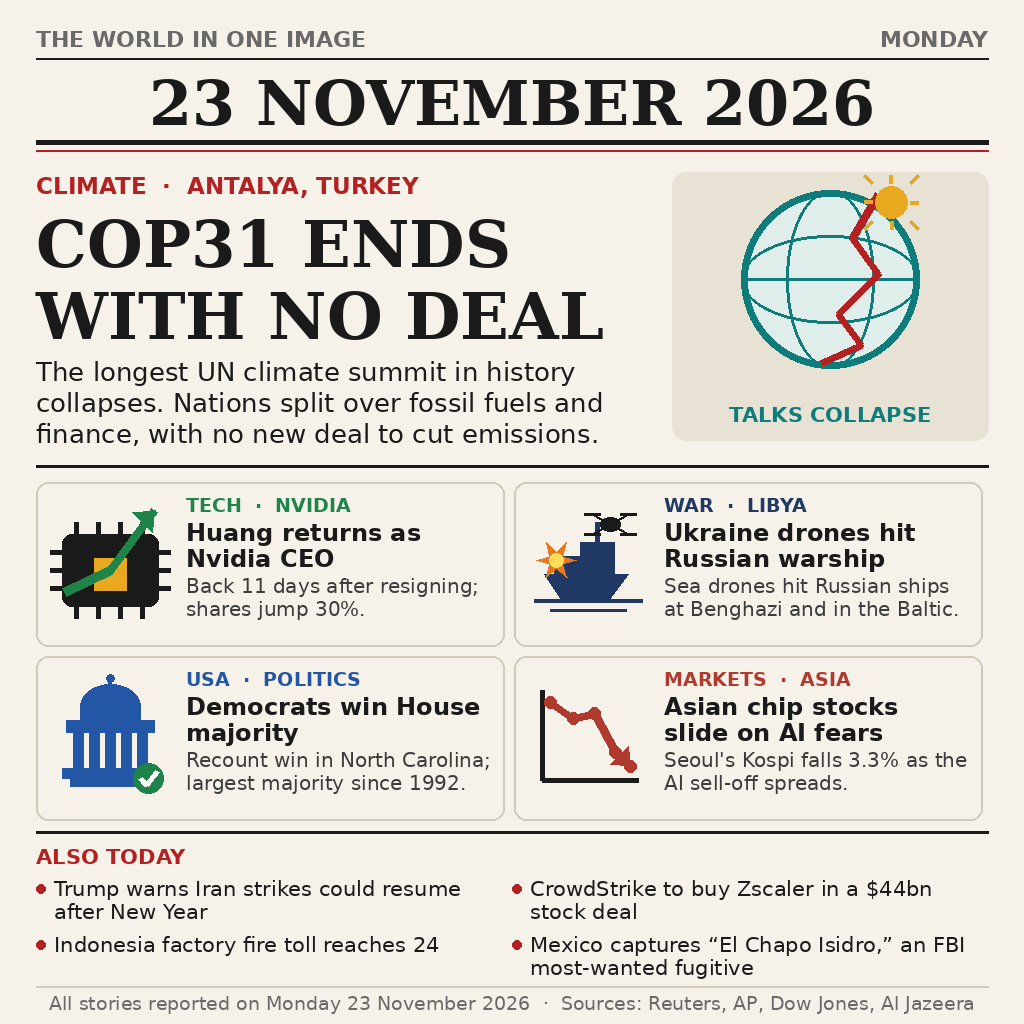 THE WORLD IN ONE IMAGE
MONDAY
23 NOVEMBER 2026
CLIMATE · ANTALYA, TURKEY
COP31 ENDS
WITH NO DEAL
The longest UN climate summit in history
collapses. Nations split over fossil fuels and
finance, with no new deal to cut emissions.
TALKS COLLAPSE
TECH · NVIDIA
Huang returns as
Nvidia CEO
Back 11 days after resigning;
shares jump 30%.
WAR · LIBYA
Ukraine drones hit
Russian warship
Sea drones hit Russian ships
at Benghazi and in the Baltic.
USA · POLITICS
Democrats win House
majority
Recount win in North Carolina;
largest majority since 1992.
MARKETS · ASIA
Asian chip stocks
slide on AI fears
Seoul's Kospi falls 3.3% as the
AI sell-off spreads.
ALSO TODAY
• Trump warns Iran strikes could resume
after New Year
• Indonesia factory fire toll reaches 24
• CrowdStrike to buy Zscaler in a $44bn
stock deal
• Mexico captures “El Chapo Isidro,” an FBI
most-wanted fugitive
All stories reported on Monday 23 November 2026 · Sources: Reuters, AP, Dow Jones, Al Jazeera